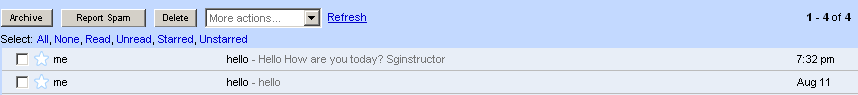 Archive Report Spam Delete More actions... Refresh 1 - 4 of 4
Select: All, None, Read, Unread, Starred, Unstarred
me hello - Hello How are you today? Sginstructor 7:32 pm
me hello - hello Aug 11